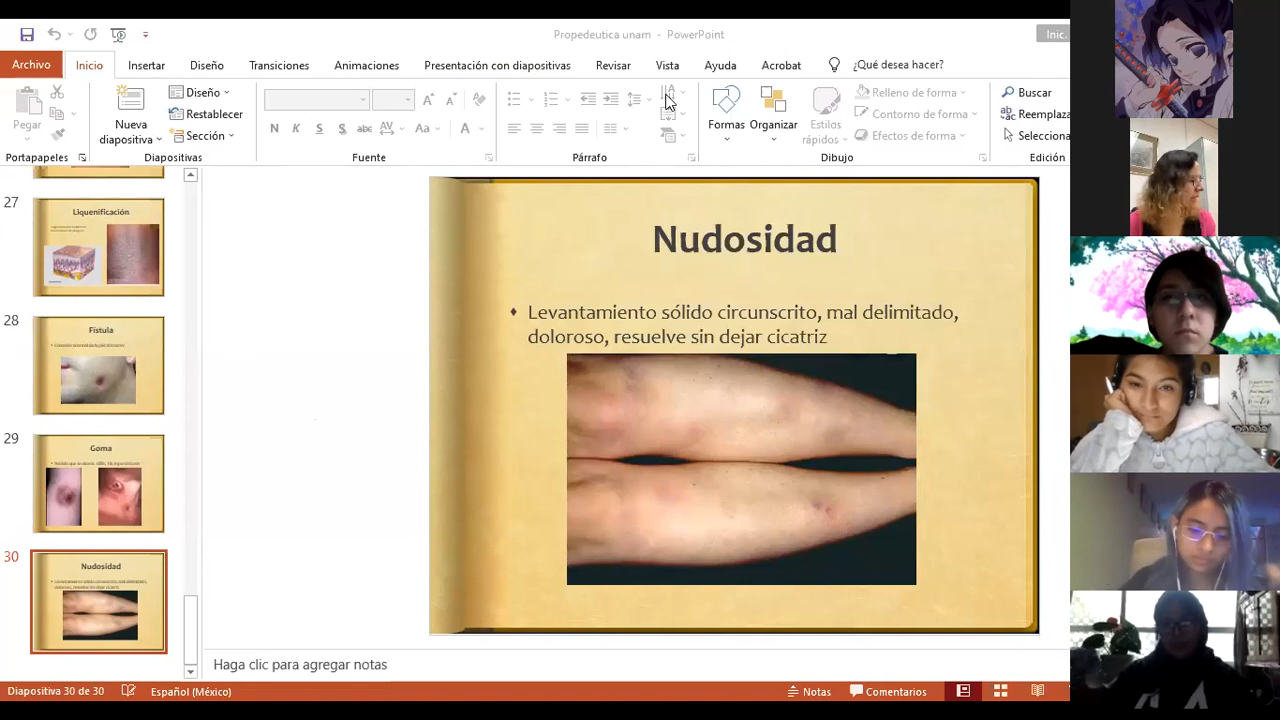 Propedeutica unam - PowerPoint
Inic.
Archivo
Inicio
Insertar
Diseño
Transiciones
Animaciones
Presentación con diapositivas
Revisar
Vista
Ayuda
Acrobat
¿Qué desea hacer?
Pegar
Nueva
diapositiva
Diseño
Restablecer
Sección
N K S S abc AV Aa A
Formas
Organizar
Estilos
rápidos
Relleno de forma
Contorno de forma
Efectos de forma
Buscar
Reemplaza
Selecciona
Portapapeles
Diapositivas
Fuente
Párrafo
Dibujo
Edición
27
Liquenificación
28
Fístula
29
Goma
30
Nudosidad
Nudosidad
Levantamiento sólido circunscrito, mal delimitado,
doloroso, resuelve sin dejar cicatriz
Haga clic para agregar notas
Diapositiva 30 de 30
Español (México)
Notas
Comentarios